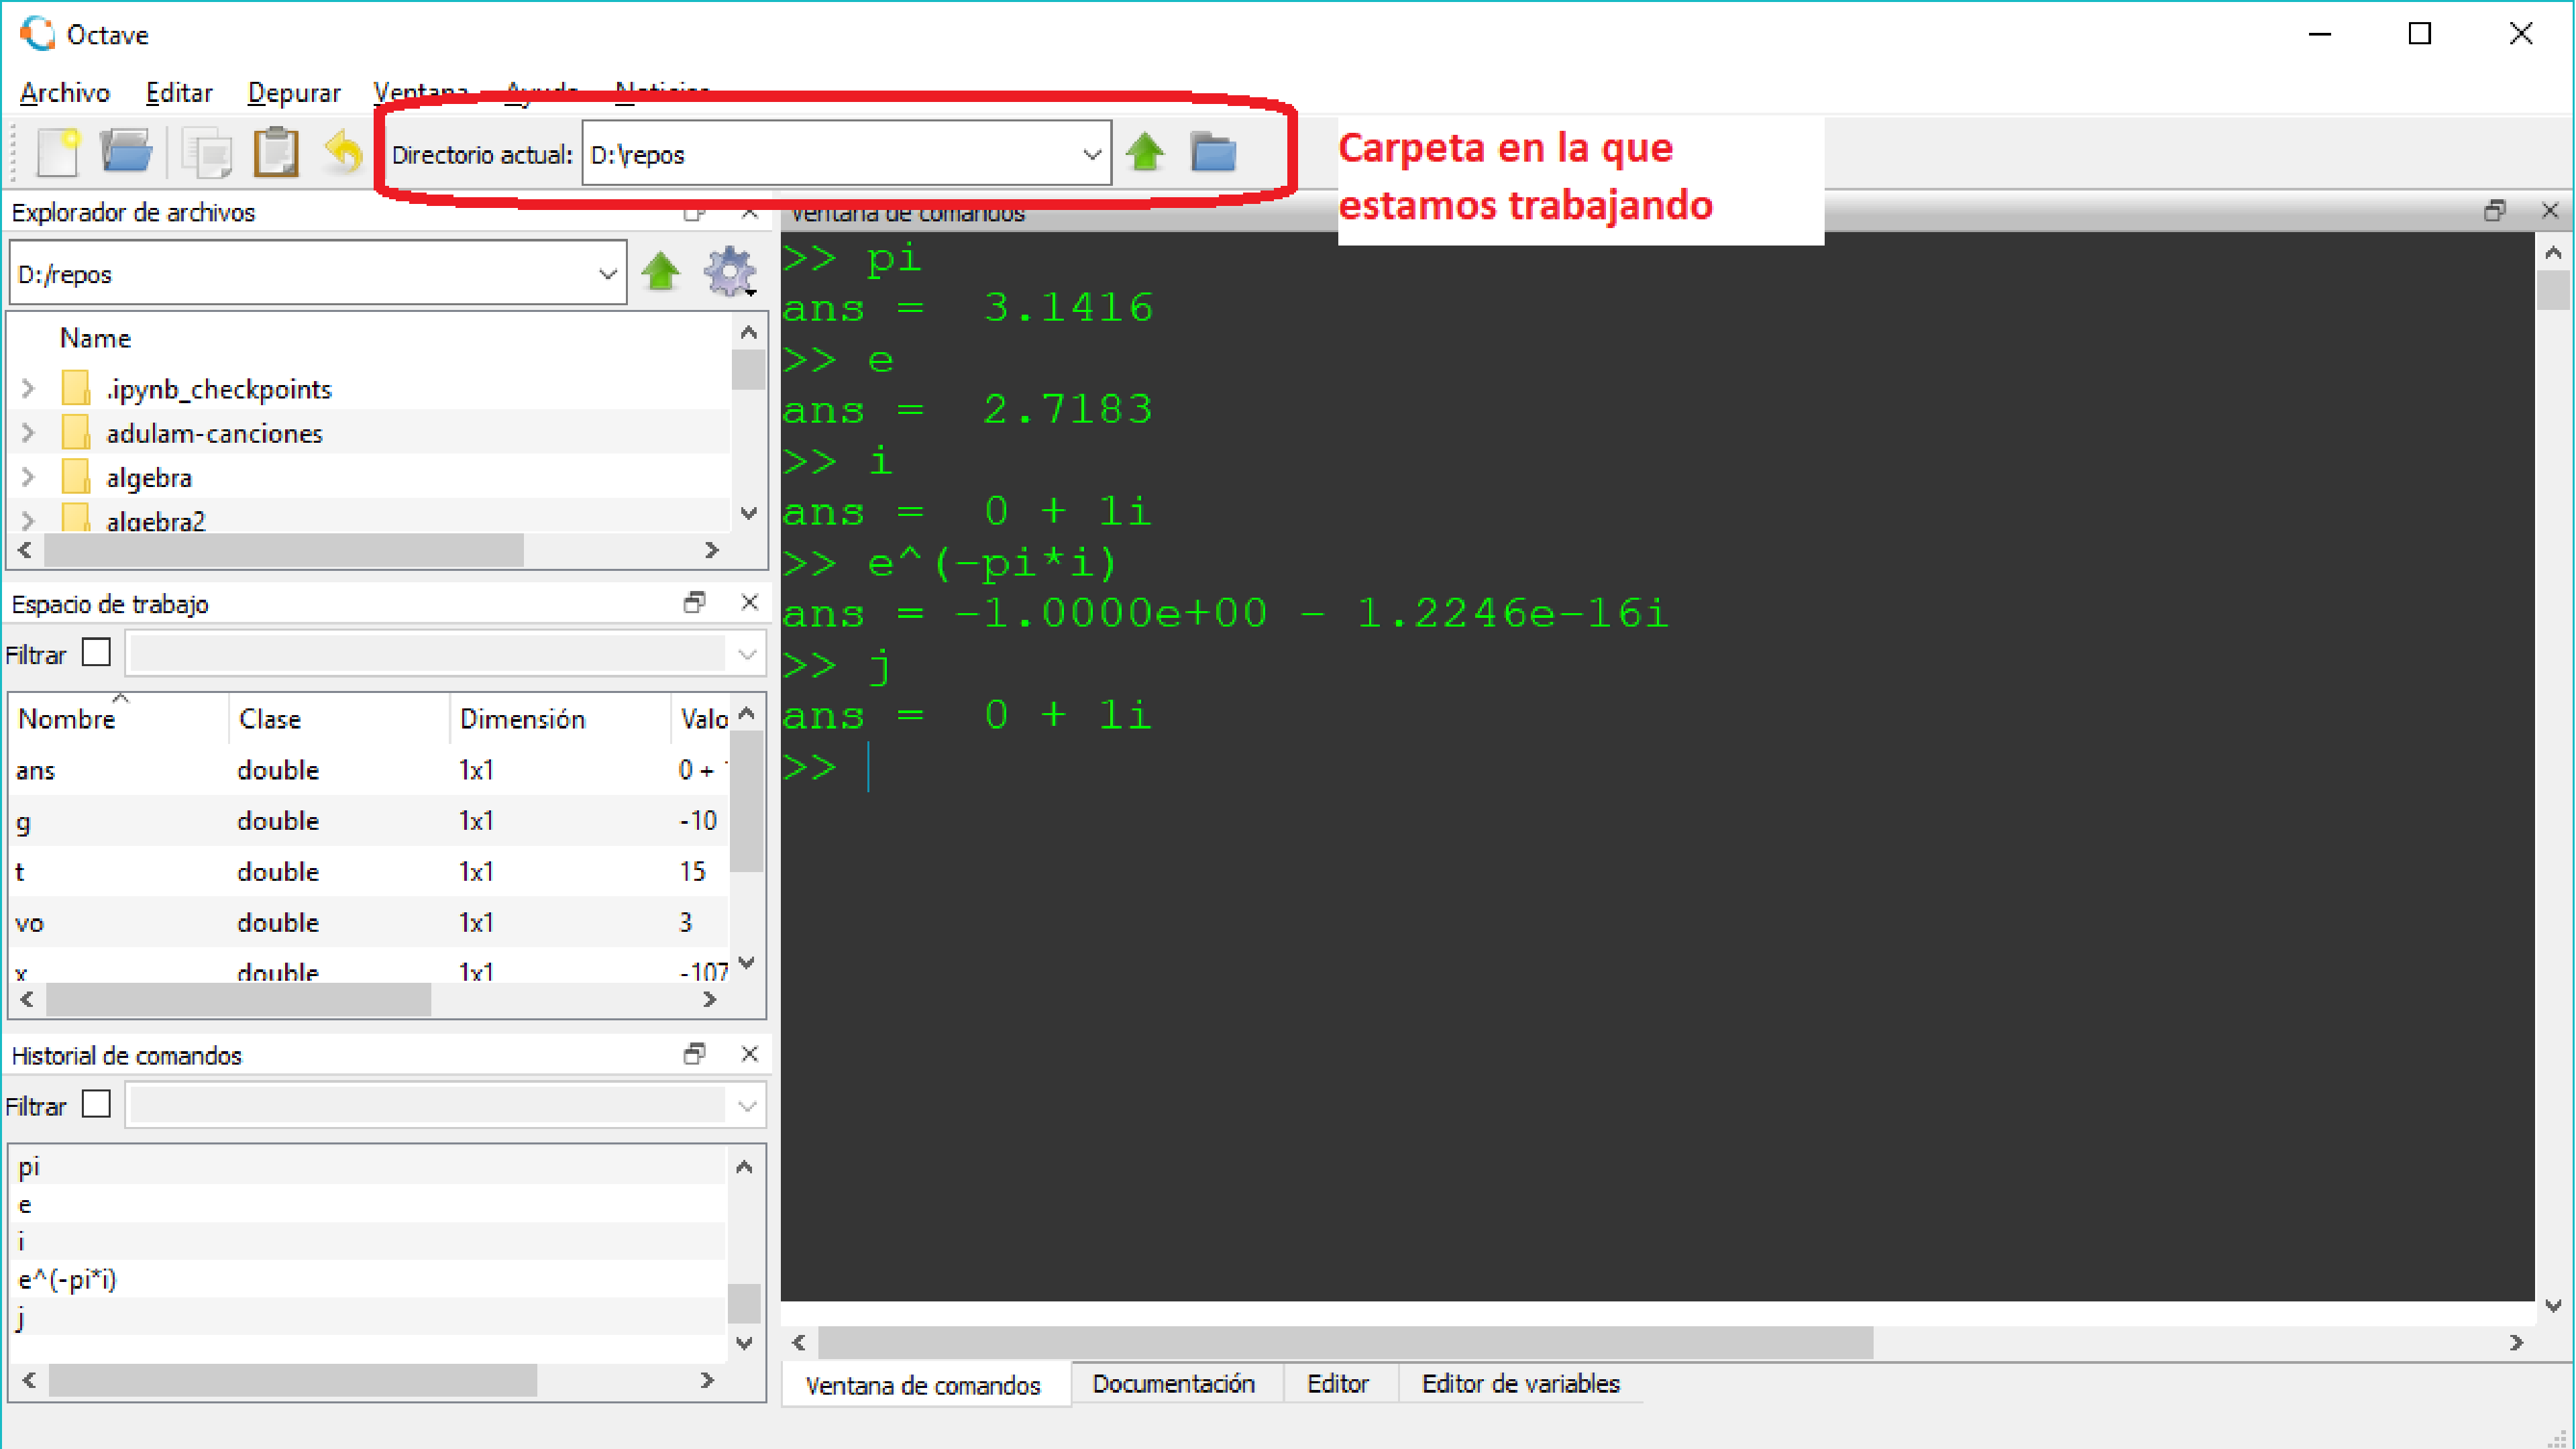 Octave
Archivo Editar Depurar Ventana Ayuda Noticias
Directorio actual: D:\repos
Carpeta en la que
estamos trabajando
Explorador de archivos
D:/repos
Name
.ipynb_checkpoints
adulam-canciones
algebra
algebra2
Espacio de trabajo
Filtrar
Nombre Clase Dimensión Valo
ans double 1x1 0 +
g double 1x1 -10
t double 1x1 15
vo double 1x1 3
x double 1x1 -107
Historial de comandos
Filtrar
pi
e
i
e^(-pi*i)
j
Ventana de comandos
>> pi
ans = 3.1416
>> e
ans = 2.7183
>> i
ans = 0 + 1i
>> e^(-pi*i)
ans = -1.0000e+00 - 1.2246e-16i
>> j
ans = 0 + 1i
>>
Ventana de comandos Documentación Editor Editor de variables